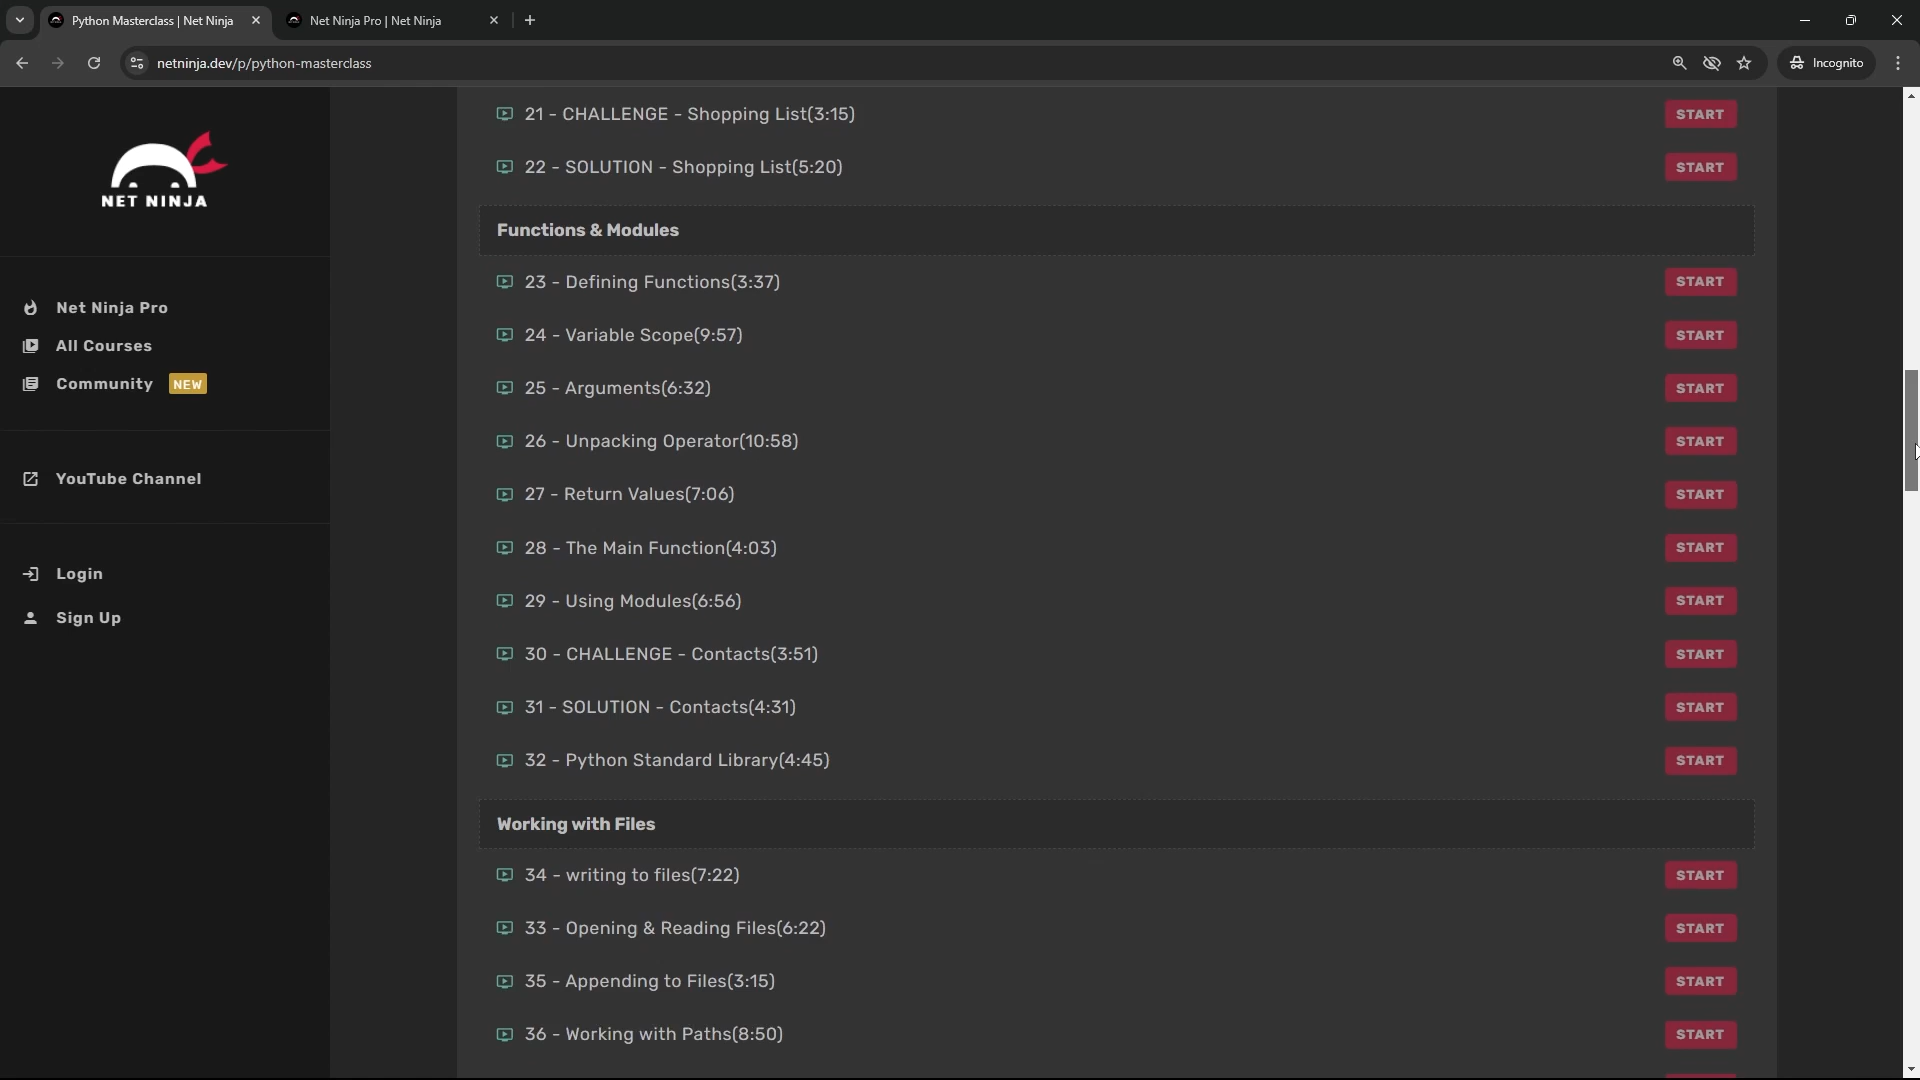 Python Masterclass | Net Ninja
Net Ninja Pro | Net Ninja
netninja.dev/p/python-masterclass
Incognito
NET NINJA
Net Ninja Pro
All Courses
Community NEW
YouTube Channel
Login
Sign Up
21 - CHALLENGE - Shopping List(3:15) START
22 - SOLUTION - Shopping List(5:20) START
Functions & Modules
23 - Defining Functions(3:37) START
24 - Variable Scope(9:57) START
25 - Arguments(6:32) START
26 - Unpacking Operator(10:58) START
27 - Return Values(7:06) START
28 - The Main Function(4:03) START
29 - Using Modules(6:56) START
30 - CHALLENGE - Contacts(3:51) START
31 - SOLUTION - Contacts(4:31) START
32 - Python Standard Library(4:45) START
Working with Files
34 - writing to files(7:22) START
33 - Opening & Reading Files(6:22) START
35 - Appending to Files(3:15) START
36 - Working with Paths(8:50) START